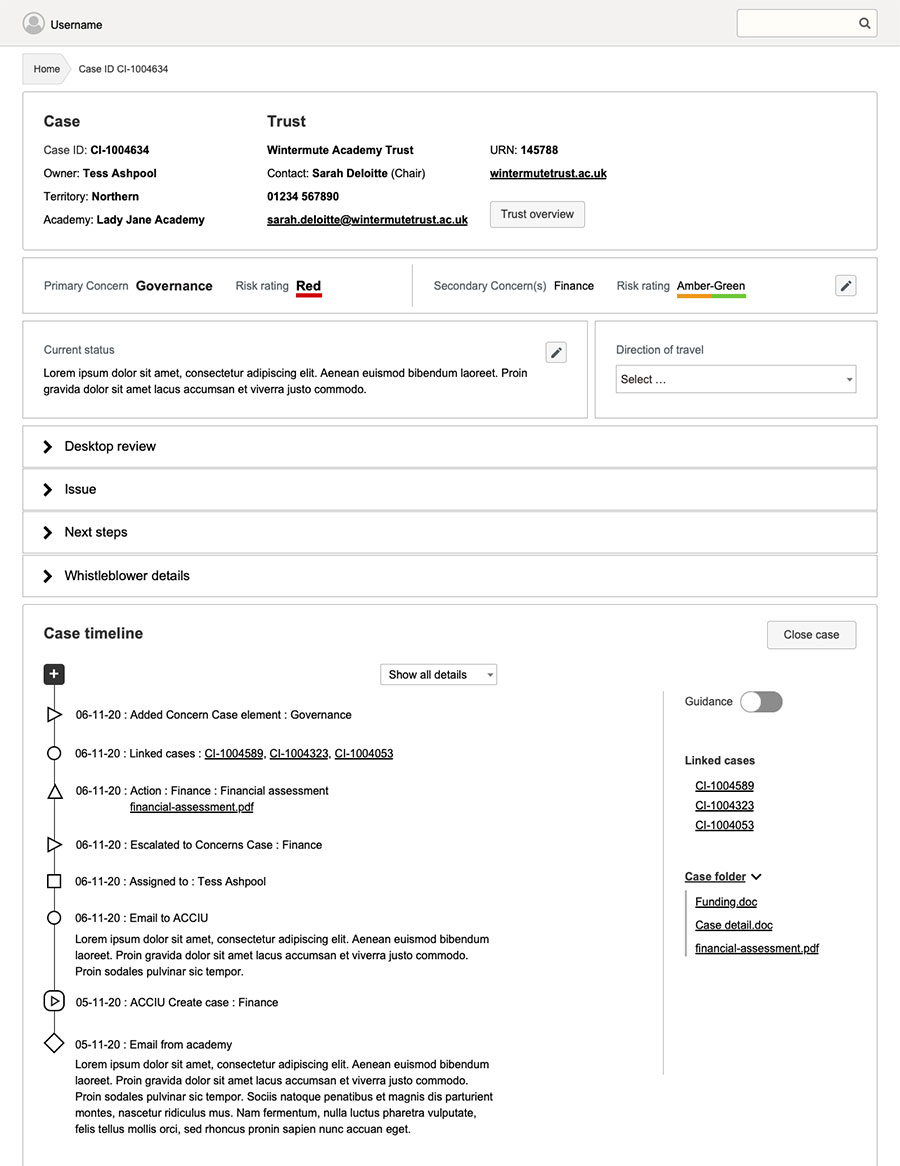 Username
Home
Case ID CI-1004634
Case
Case ID: CI-1004634
Owner: Tess Ashpool
Territory: Northern
Academy: Lady Jane Academy
Trust
Wintermute Academy Trust
Contact: Sarah Deloitte (Chair)
01234 567890
sarah.deloitte@wintermutetrust.ac.uk
URN: 145788
wintermutetrust.ac.uk
Trust overview
Primary Concern Governance Risk rating Red
Secondary Concern(s) Finance Risk rating Amber-Green
Current status
Lorem ipsum dolor sit amet, consectetur adipiscing elit. Aenean euismod bibendum laoreet. Proin
gravida dolor sit amet lacus accumsan et viverra justo commodo.
Direction of travel
Select ...
Desktop review
Issue
Next steps
Whistleblower details
Case timeline
Close case
+
Show all details
06-11-20 : Added Concern Case element : Governance
06-11-20 : Linked cases : CI-1004589, CI-1004323, CI-1004053
06-11-20 : Action : Finance : Financial assessment
financial-assessment.pdf
06-11-20 : Escalated to Concerns Case : Finance
06-11-20 : Assigned to : Tess Ashpool
06-11-20 : Email to ACCIU
Lorem ipsum dolor sit amet, consectetur adipiscing elit. Aenean euismod bibendum
laoreet. Proin gravida dolor sit amet lacus accumsan et viverra justo commodo.
Proin sodales pulvinar sic tempor.
05-11-20 : ACCIU Create case : Finance
05-11-20 : Email from academy
Lorem ipsum dolor sit amet, consectetur adipiscing elit. Aenean euismod bibendum
laoreet. Proin gravida dolor sit amet lacus accumsan et viverra justo commodo.
Proin sodales pulvinar sic tempor. Sociis natoque penatibus et magnis dis parturient
montes, nascetur ridiculus mus. Nam fermentum, nulla luctus pharetra vulputate,
felis tellus mollis orci, sed rhoncus pronin sapien nunc accuan eget.
Guidance
Linked cases
CI-1004589
CI-1004323
CI-1004053
Case folder
Funding.doc
Case detail.doc
financial-assessment.pdf